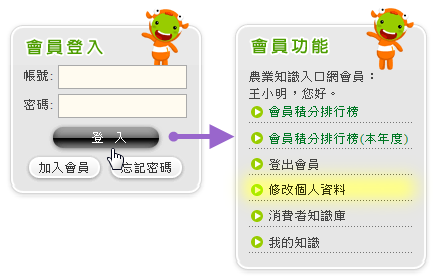 會員登入
帳號:
密碼:
登 入
加入會員
忘記密碼
會員功能
農業知識入口網會員：
王小明，您好。
會員積分排行榜
會員積分排行榜(本年度)
登出會員
修改個人資料
消費者知識庫
我的知識